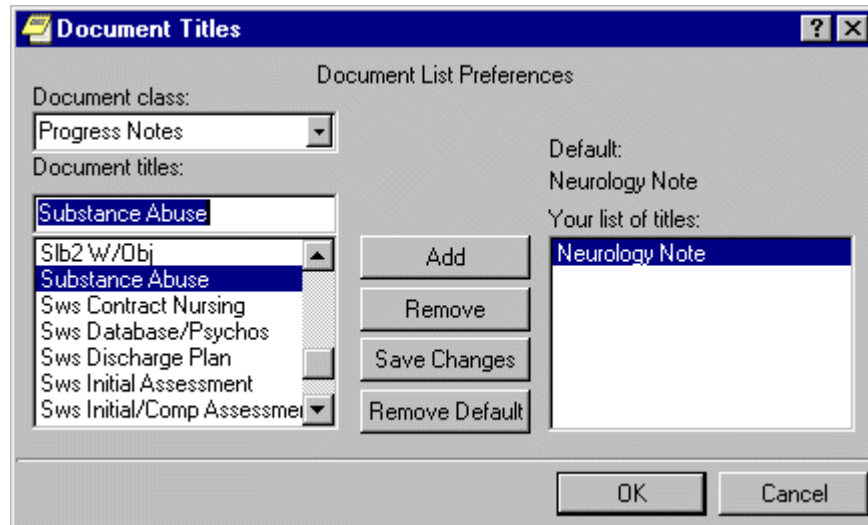 Document Titles
Document List Preferences
Document class:
Progress Notes
Document titles:
Substance Abuse
Slb2 W/Obj
Substance Abuse
Sws Contract Nursing
Sws Database/Psychos
Sws Discharge Plan
Sws Initial Assessment
Sws Initial/Comp Assessmer
Add
Remove
Save Changes
Remove Default
Default:
Neurology Note
Your list of titles:
Neurology Note
OK
Cancel